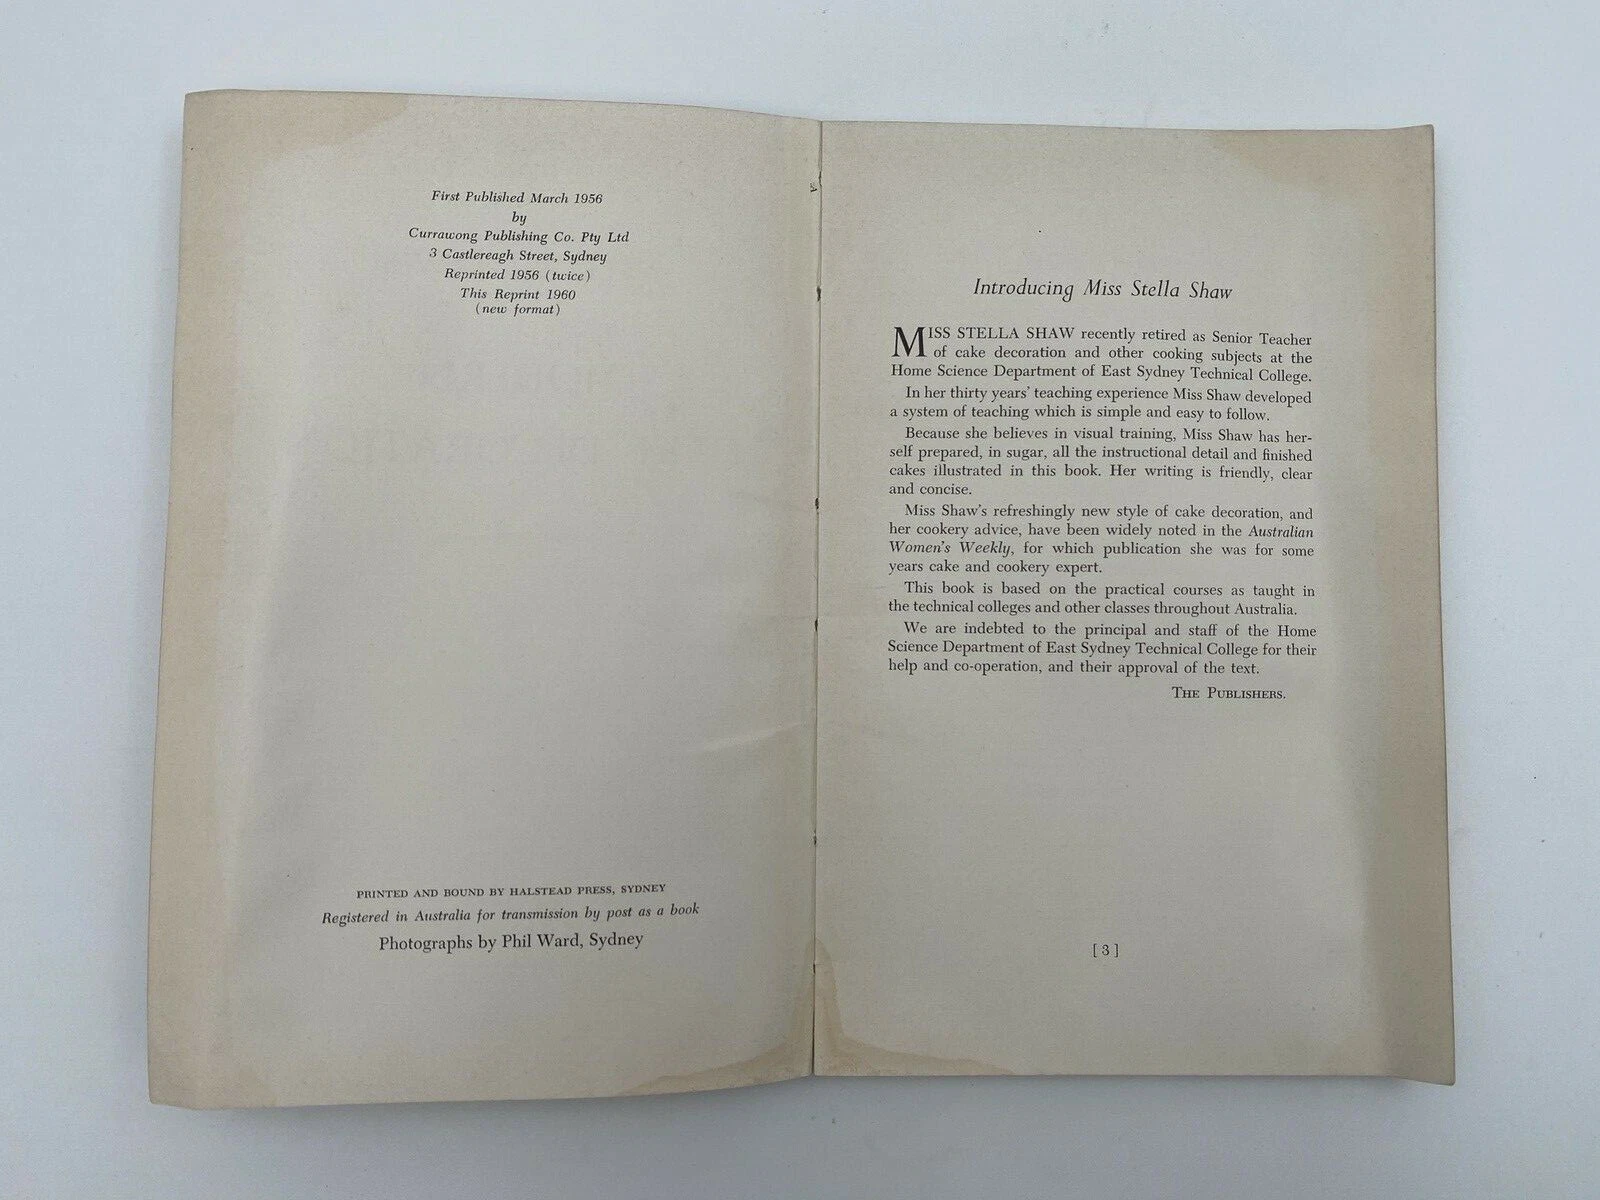 First Published March 1956
by
Currawong Publishing Co. Pty Ltd
3 Castlereagh Street, Sydney
Reprinted 1956 (twice)
This Reprint 1960
(new format)
PRINTED AND BOUND BY HALSTEAD PRESS, SYDNEY
Registered in Australia for transmission by post as a book
Photographs by Phil Ward, Sydney
Introducing Miss Stella Shaw
MISS STELLA SHAW recently retired as Senior Teacher
of cake decoration and other cooking subjects at the
Home Science Department of East Sydney Technical College.
In her thirty years' teaching experience Miss Shaw developed
a system of teaching which is simple and easy to follow.
Because she believes in visual training, Miss Shaw has her-
self prepared, in sugar, all the instructional detail and finished
cakes illustrated in this book. Her writing is friendly, clear
and concise.
Miss Shaw's refreshingly new style of cake decoration, and
her cookery advice, have been widely noted in the Australian
Women's Weekly, for which publication she was for some
years cake and cookery expert.
This book is based on the practical courses as taught in
the technical colleges and other classes throughout Australia.
We are indebted to the principal and staff of the Home
Science Department of East Sydney Technical College for their
help and co-operation, and their approval of the text.
THE PUBLISHERS.
[ 3 ]